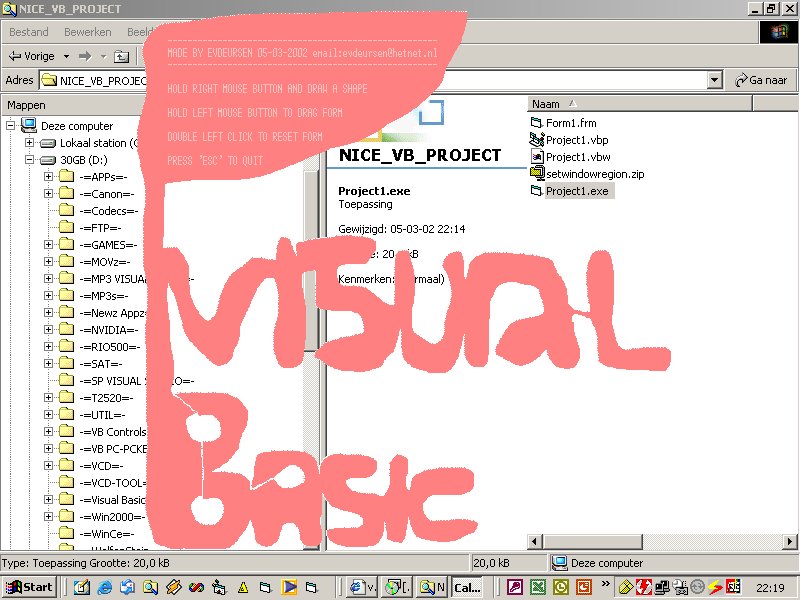 NICE_VB_PROJECT
Bestand Bewerken Beeld
Vorige
Adres NICE_VB_PROJEC Ga naar
MADE BY EVDEURSEN 05-03-2002 email:evdeursen@hetnet.nl
HOLD RIGHT MOUSE BUTTON AND DRAW A SHAPE
HOLD LEFT MOUSE BUTTON TO DRAG FORM
DOUBLE LEFT CLICK TO RESET FORM
PRESS 'ESC' TO QUIT
Mappen
Deze computer
Lokaal station (
30GB (D:)
-=APPs=-
-=Canon=-
-=Codecs=-
-=FTP=-
-=GAMES=-
-=MOVz=-
-=MP3 VISUA
-=MP3s=-
-=Newz Appz=
-=NVIDIA=-
-=RIO500=-
-=SAT=-
-=SP VISUAL S
-=T2520=-
-=UTIL=-
-=VB Controls
-=VB PC-PCKE
-=VCD=-
-=VCD-TOOL=
-=Visual Basic
-=Win2000=-
-=WinCe=-
NICE_VB_PROJECT
Project1.exe
Toepassing
Gewijzigd: 05-03-02 22:14
: 20 kB
Kenmerken: maal)
Naam
Form1.frm
Project1.vbp
Project1.vbw
setwindowregion.zip
Project1.exe
VISUAL
BASIC
Type: Toepassing Grootte: 20,0 kB 20,0 kB Deze computer
Start v. [. N Cal... 22:19